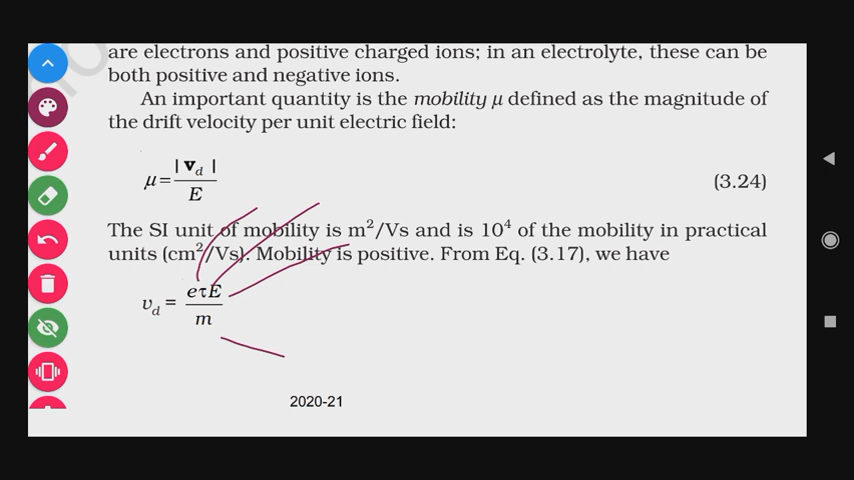 are electrons and positive charged ions; in an electrolyte, these can be
both positive and negative ions.
An important quantity is the mobility μ defined as the magnitude of
the drift velocity per unit electric field:
μ = |v_d| / E (3.24)
The SI unit of mobility is m²/Vs and is 10⁴ of the mobility in practical
units (cm²/Vs). Mobility is positive. From Eq. (3.17), we have
υ_d = eτE / m
2020-21